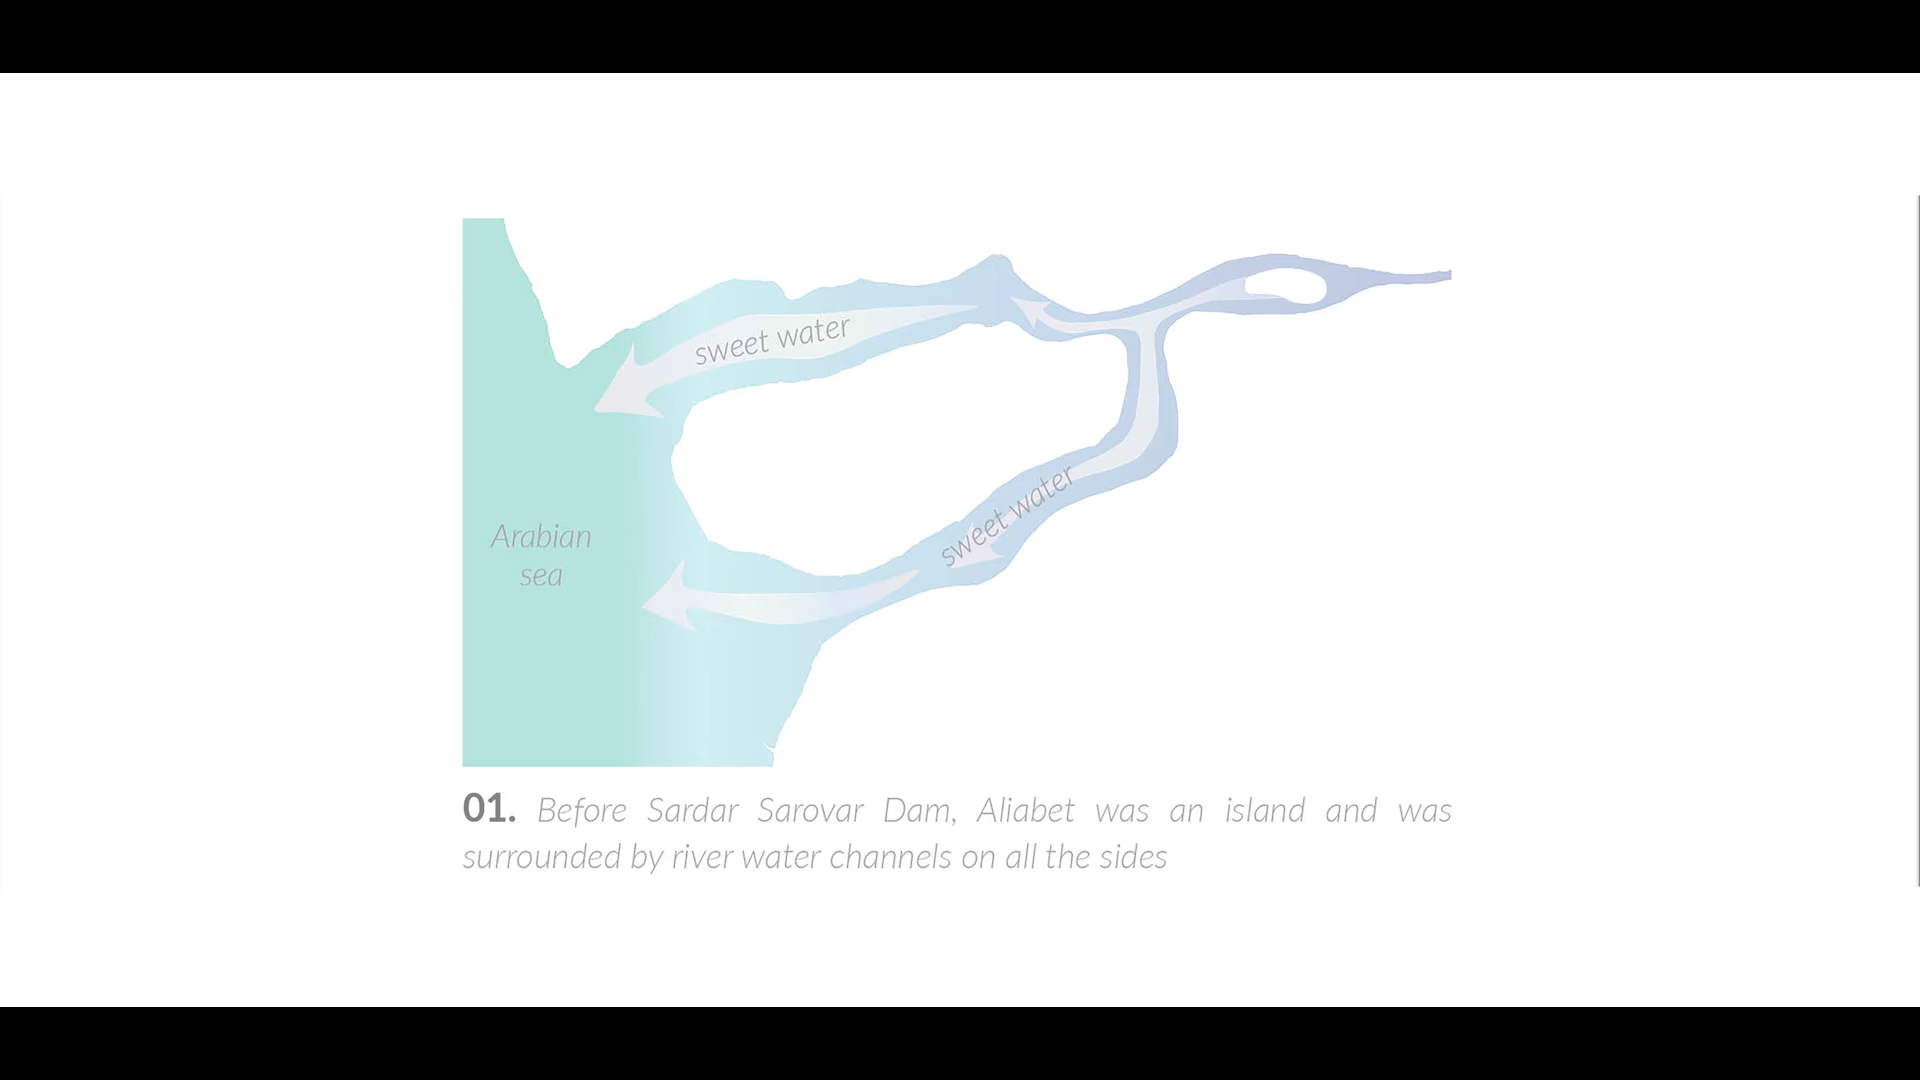 sweet water
sweet water
Arabian
sea
01. Before Sardar Sarovar Dam, Aliabet was an island and was
surrounded by river water channels on all the sides